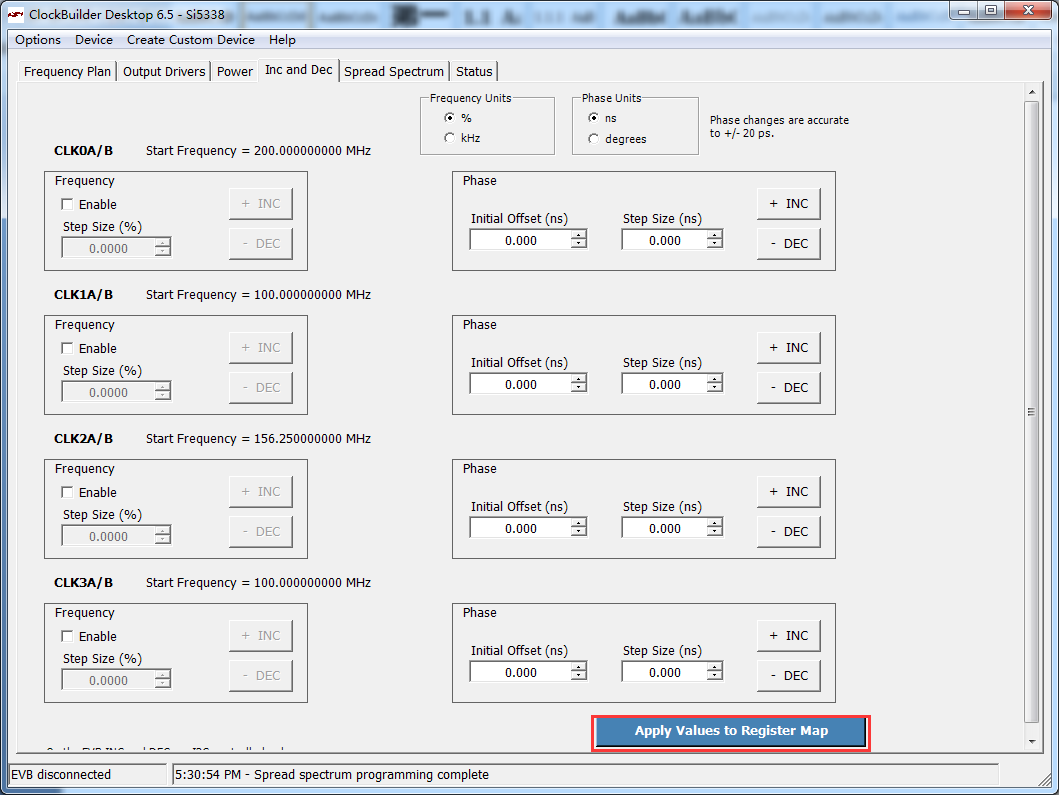 ClockBuilder Desktop 6.5 - Si5338
Options Device Create Custom Device Help
Frequency Plan Output Drivers Power Inc and Dec Spread Spectrum Status
Frequency Units
%
kHz
Phase Units
ns
degrees
Phase changes are accurate
to +/- 20 ps.
CLK0A/B Start Frequency = 200.000000000 MHz
Frequency
Enable
Step Size (%)
0.0000
+ INC
- DEC
Phase
Initial Offset (ns) Step Size (ns)
0.000 0.000
+ INC
- DEC
CLK1A/B Start Frequency = 100.000000000 MHz
Frequency
Enable
Step Size (%)
0.0000
+ INC
- DEC
Phase
Initial Offset (ns) Step Size (ns)
0.000 0.000
+ INC
- DEC
CLK2A/B Start Frequency = 156.250000000 MHz
Frequency
Enable
Step Size (%)
0.0000
+ INC
- DEC
Phase
Initial Offset (ns) Step Size (ns)
0.000 0.000
+ INC
- DEC
CLK3A/B Start Frequency = 100.000000000 MHz
Frequency
Enable
Step Size (%)
0.0000
+ INC
- DEC
Phase
Initial Offset (ns) Step Size (ns)
0.000 0.000
+ INC
- DEC
Apply Values to Register Map
EVB disconnected 5:30:54 PM - Spread spectrum programming complete